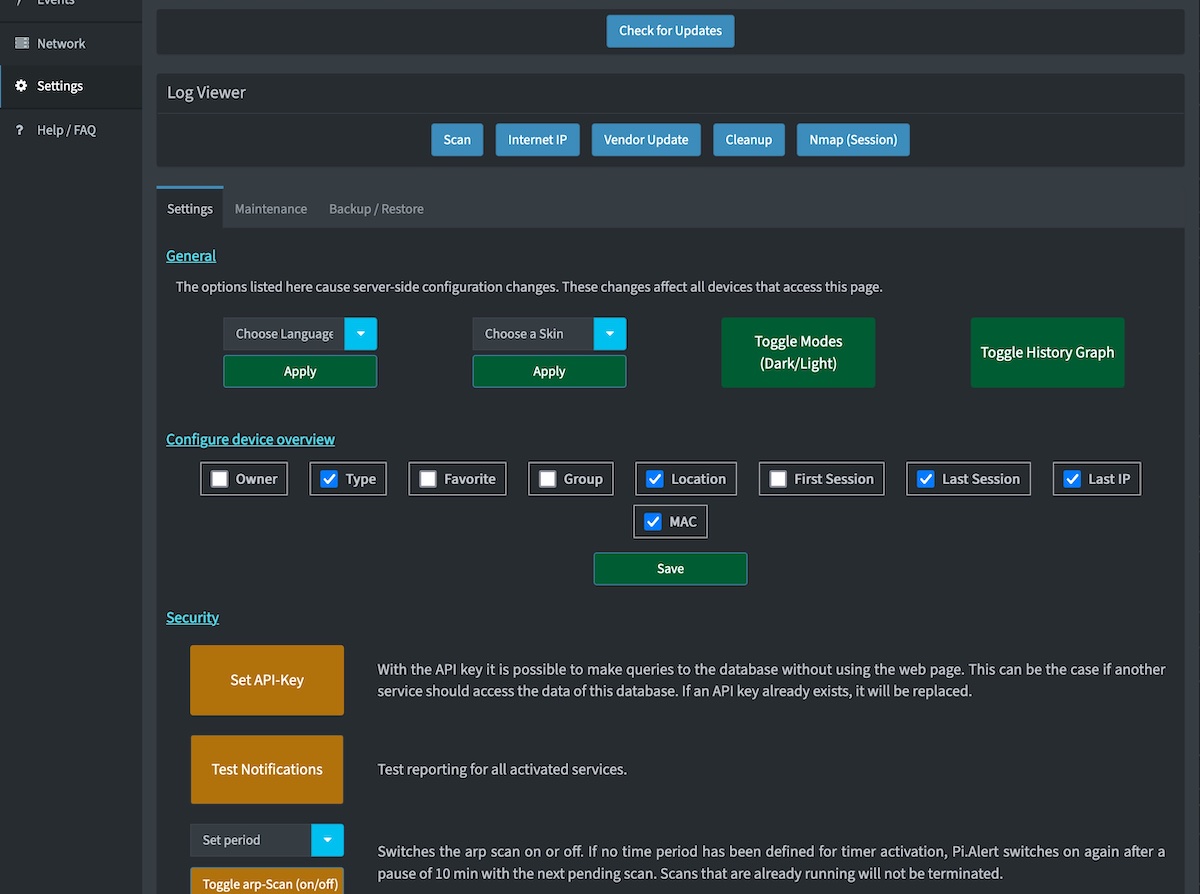 Events
Check for Updates
Network
Settings
? Help / FAQ
Log Viewer
Scan Internet IP Vendor Update Cleanup Nmap (Session)
Settings Maintenance Backup / Restore
General
The options listed here cause server-side configuration changes. These changes affect all devices that access this page.
Choose Language Choose a Skin Toggle Modes
(Dark/Light) Toggle History Graph
Apply Apply
Configure device overview
Owner Type Favorite Group Location First Session Last Session Last IP
MAC
Save
Security
Set API-Key
With the API key it is possible to make queries to the database without using the web page. This can be the case if another
service should access the data of this database. If an API key already exists, it will be replaced.
Test Notifications
Test reporting for all activated services.
Set period
Toggle arp-Scan (on/off)
Switches the arp scan on or off. If no time period has been defined for timer activation, Pi.Alert switches on again after a
pause of 10 min with the next pending scan. Scans that are already running will not be terminated.